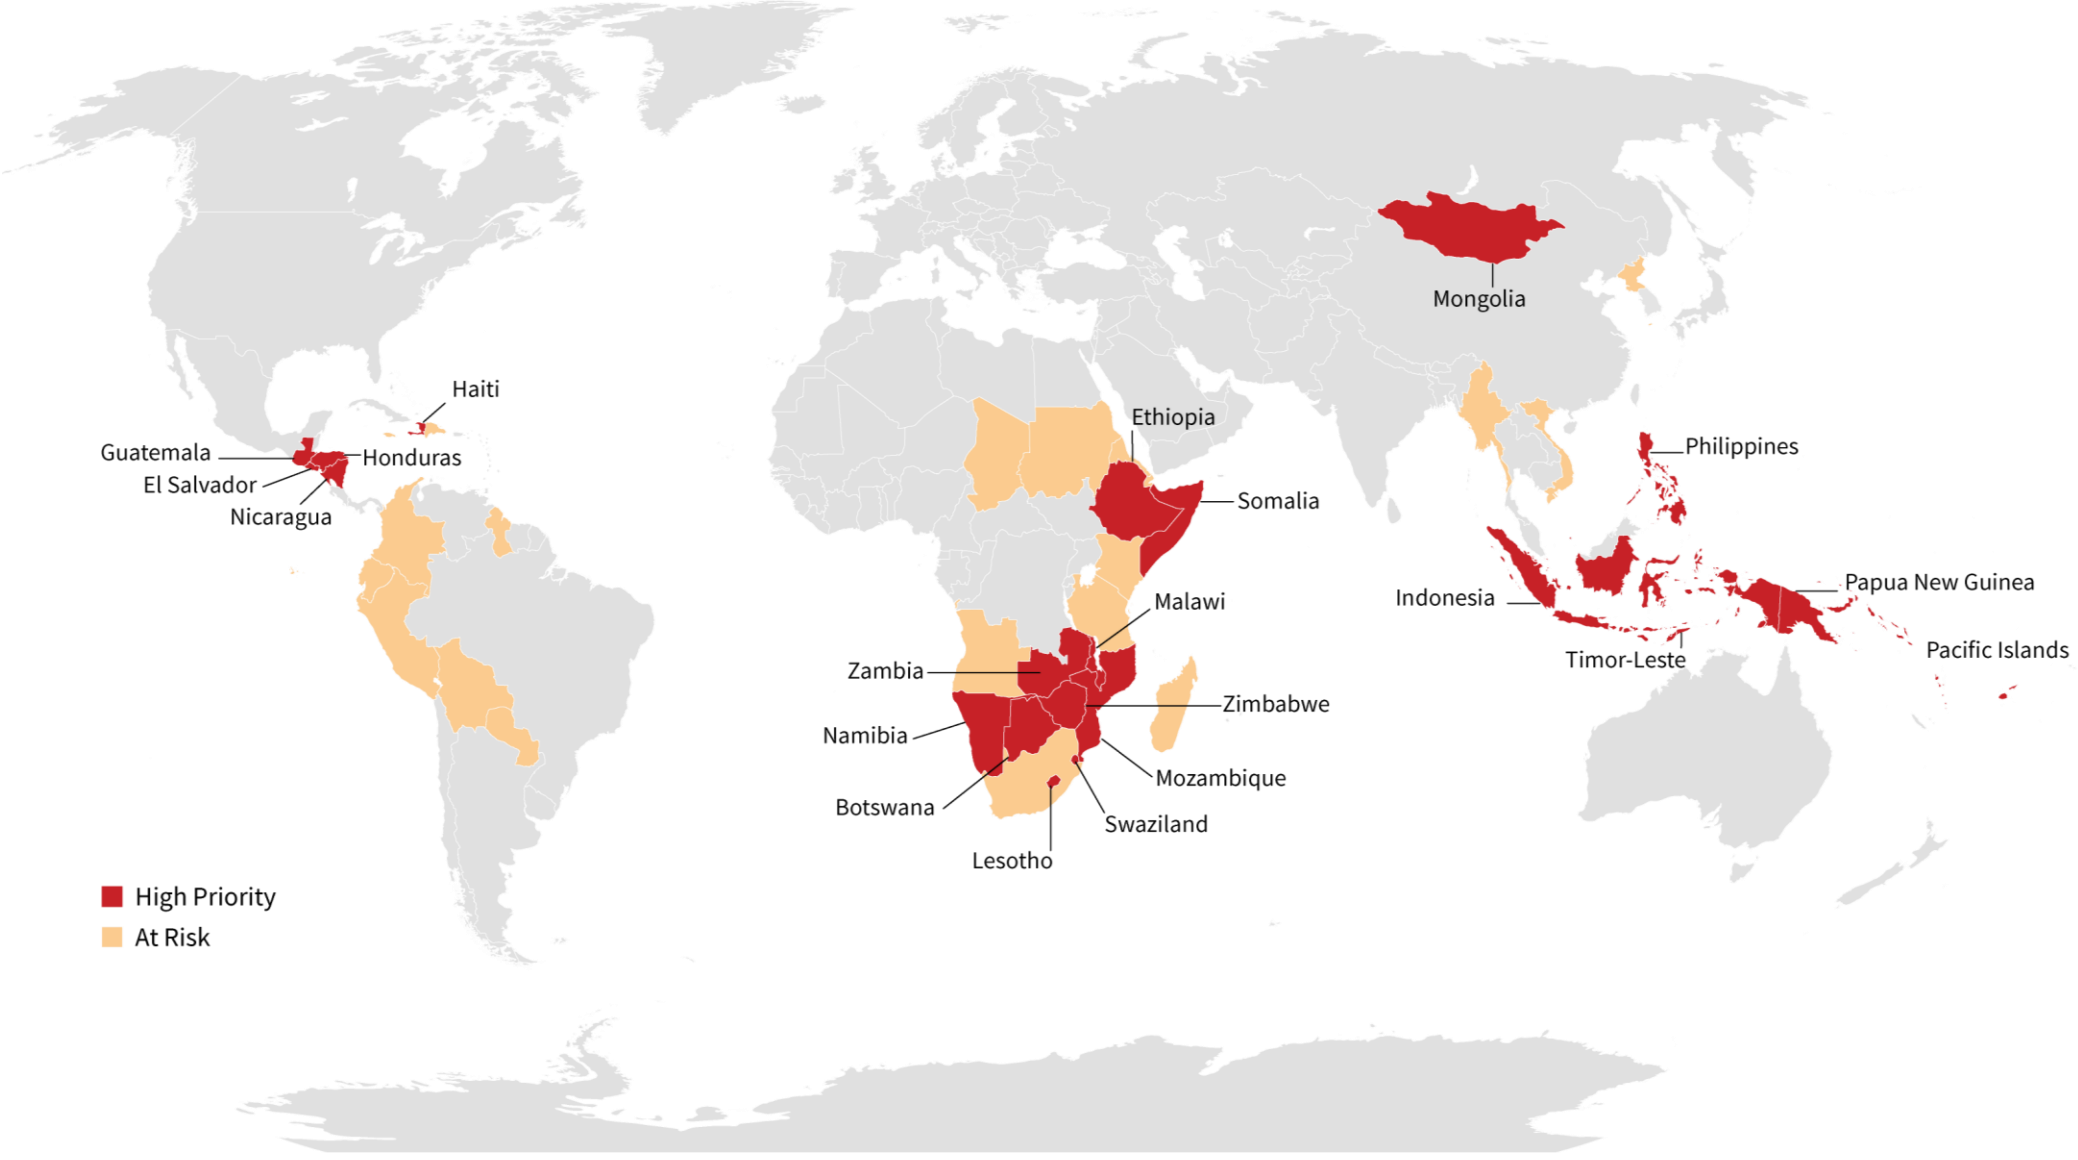 Haiti
Guatemala
Honduras
El Salvador
Nicaragua
Mongolia
Ethiopia
Somalia
Philippines
Malawi
Indonesia
Papua New Guinea
Timor-Leste
Pacific Islands
Zambia
Zimbabwe
Namibia
Mozambique
Botswana
Swaziland
Lesotho
High Priority
At Risk